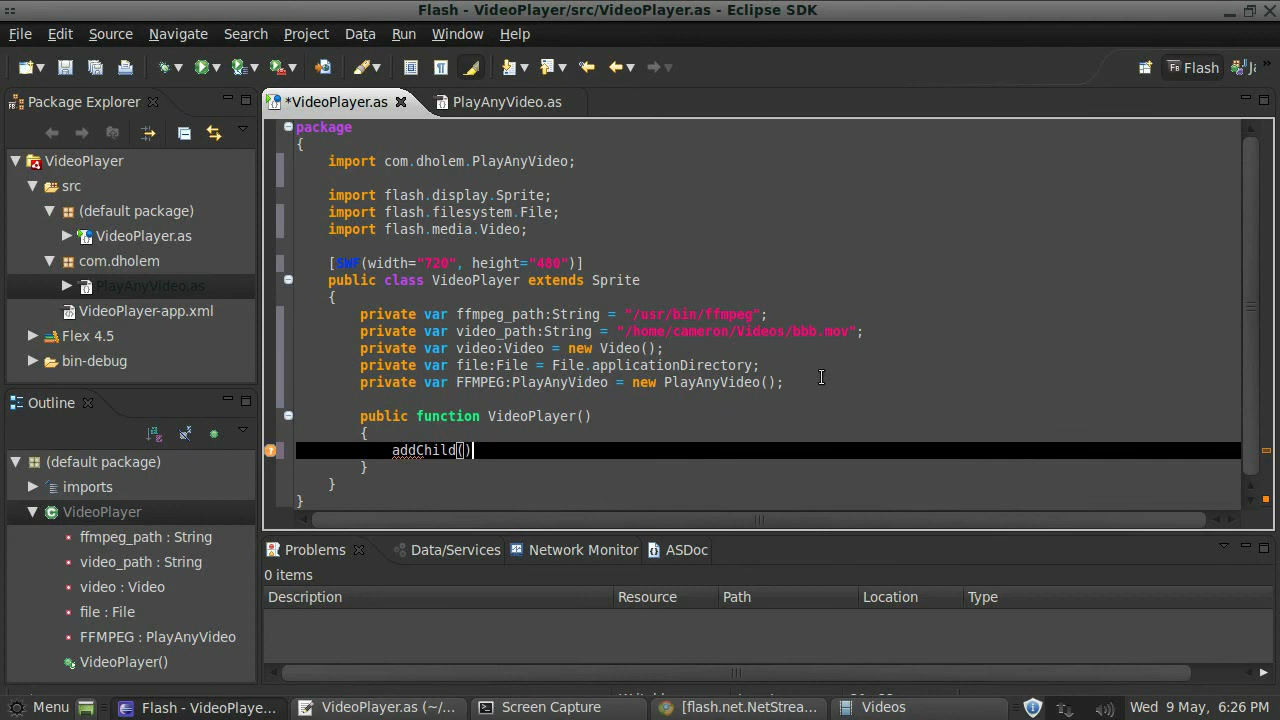 Flash - VideoPlayer/src/VideoPlayer.as - Eclipse SDK
File Edit Source Navigate Search Project Data Run Window Help
Flash
Package Explorer
VideoPlayer
src
(default package)
VideoPlayer.as
com.dholem
PlayAnyVideo.as
VideoPlayer-app.xml
Flex 4.5
bin-debug
Outline
(default package)
imports
VideoPlayer
ffmpeg_path : String
video_path : String
video : Video
file : File
FFMPEG : PlayAnyVideo
VideoPlayer()
*VideoPlayer.as PlayAnyVideo.as
package
{
import com.dholem.PlayAnyVideo;
import flash.display.Sprite;
import flash.filesystem.File;
import flash.media.Video;
[SWF(width="720", height="480")]
public class VideoPlayer extends Sprite
{
private var ffmpeg_path:String = "/usr/bin/ffmpeg";
private var video_path:String = "/home/cameron/Videos/bbb.mov";
private var video:Video = new Video();
private var file:File = File.applicationDirectory;
private var FFMPEG:PlayAnyVideo = new PlayAnyVideo();
public function VideoPlayer()
{
addChild()
}
}
}
Problems Data/Services Network Monitor ASDoc
0 items
Description Resource Path Location Type
Menu Flash - VideoPlaye... VideoPlayer.as (~/... Screen Capture [flash.net.NetStrea... Videos Wed 9 May, 6:26 PM